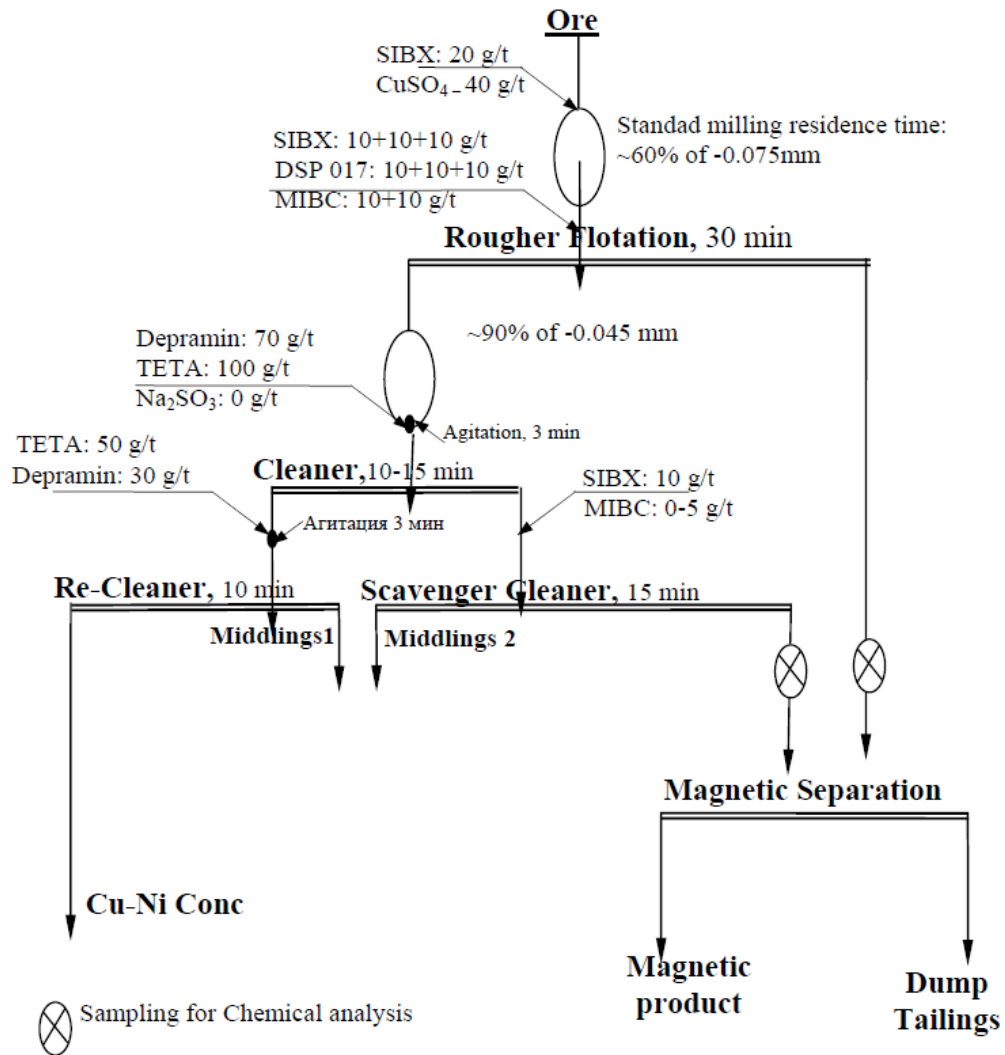 Ore
SIBX: 20 g/t
CuSO₄ – 40 g/t
Standad milling residence time:
~60% of -0.075mm
SIBX: 10+10+10 g/t
DSP 017: 10+10+10 g/t
MIBC: 10+10 g/t
Rougher Flotation, 30 min
~90% of -0.045 mm
Depramin: 70 g/t
TETA: 100 g/t
Na₂SO₃: 0 g/t
Agitation, 3 min
TETA: 50 g/t
Depramin: 30 g/t
Cleaner,10-15 min
SIBX: 10 g/t
MIBC: 0-5 g/t
Агитация 3 мин
Re-Cleaner, 10 min
Scavenger Cleaner, 15 min
Middlings1
Middlings 2
Magnetic Separation
Cu-Ni Conc
Magnetic
product
Dump
Tailings
Sampling for Chemical analysis